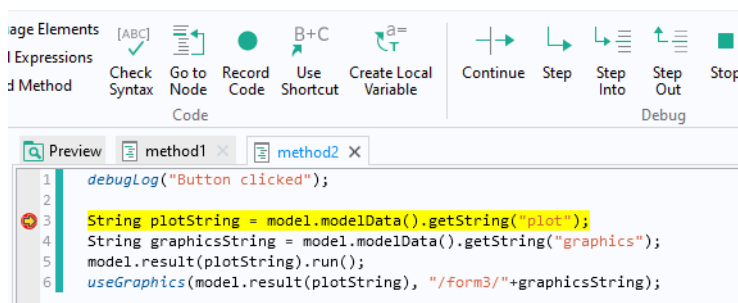 age Elements
l Expressions
d Method
[ABC]
B+C
a=
Check Syntax
Go to Node
Record Code
Use Shortcut
Create Local Variable
Continue
Step
Step Into
Step Out
Stop
Code
Debug
Preview
method1
method2
1 debugLog("Button clicked");
2
3 String plotString = model.modelData().getString("plot");
4 String graphicsString = model.modelData().getString("graphics");
5 model.result(plotString).run();
6 useGraphics(model.result(plotString), "/form3/"+graphicsString);